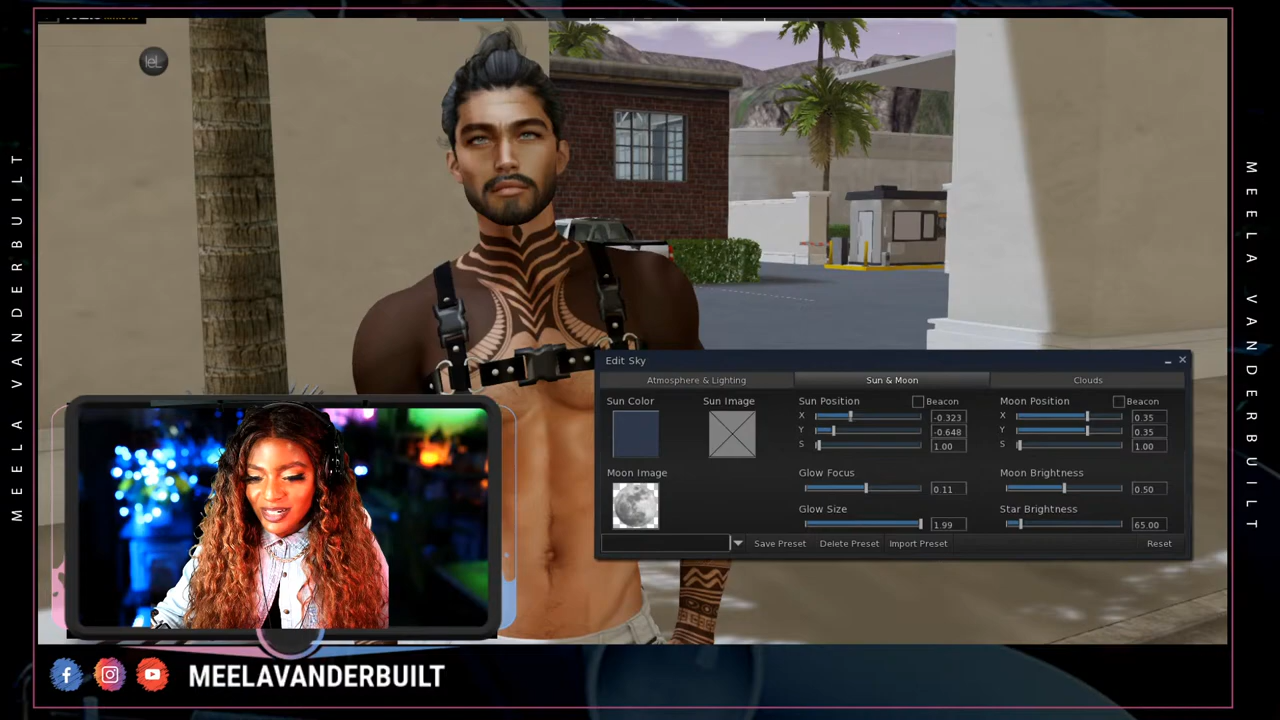 MEELA VANDERBUILT
MEELA VANDERBUILT
Edit Sky
Atmosphere & Lighting
Sun & Moon
Clouds
Sun Color
Sun Image
Sun Position
Beacon
Moon Position
Beacon
X
-0.323
X
0.35
Y
-0.648
Y
0.35
S
1.00
S
1.00
Moon Image
Glow Focus
Moon Brightness
0.11
0.50
Glow Size
Star Brightness
1.99
65.00
Save Preset
Delete Preset
Import Preset
Reset
MEELAVANDERBUILT